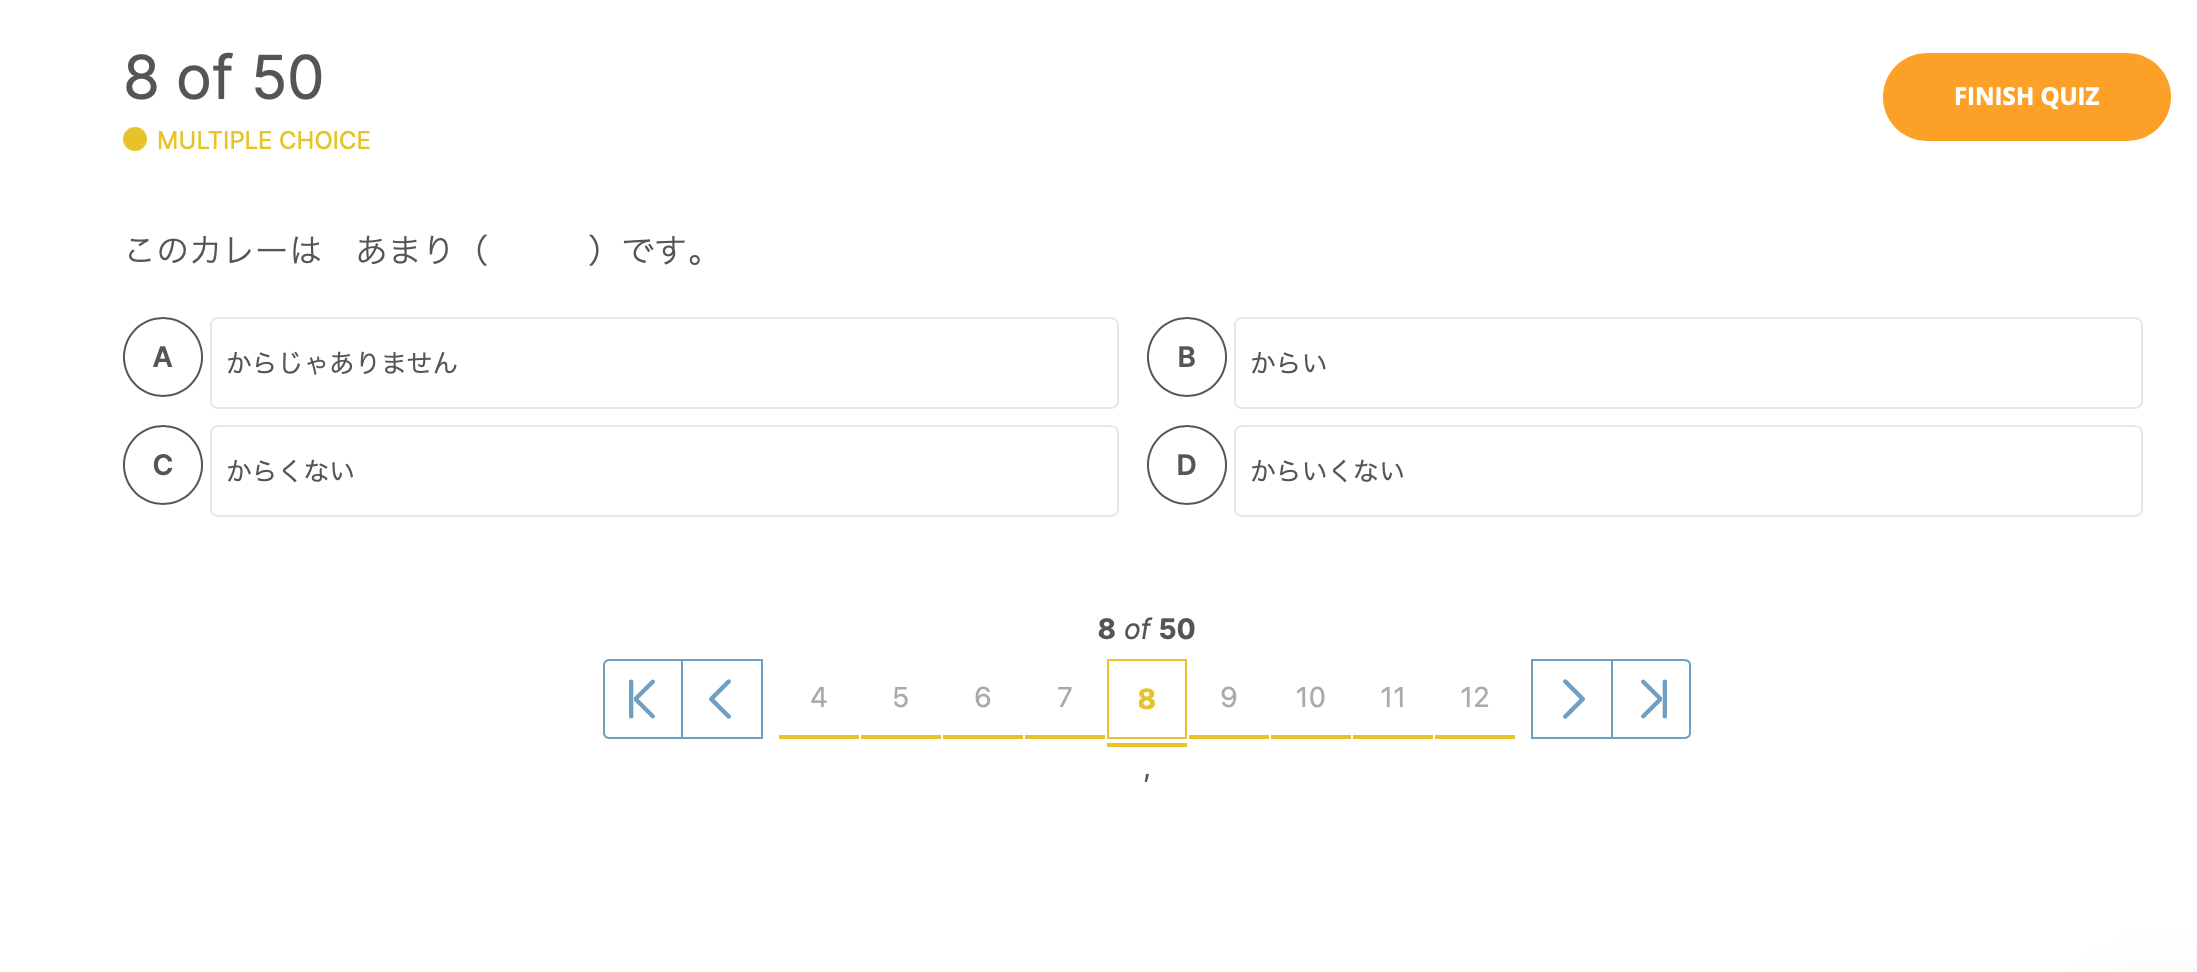 8 of 50
FINISH QUIZ
MULTIPLE CHOICE
このカレーは　あまり（　　　）です。
A からじゃありません
B からい
C からくない
D からいくない
8 of 50
4 5 6 7 8 9 10 11 12
,